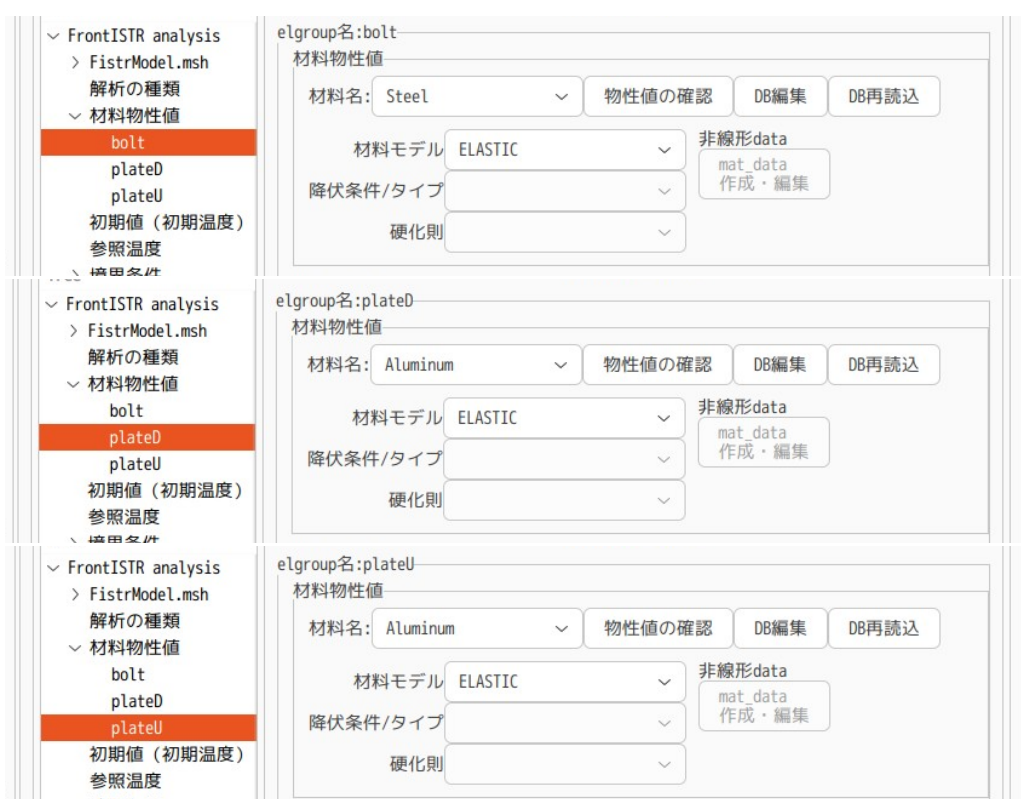 FrontISTR analysis
FistrModel.msh
解析の種類
材料物性値
bolt
plateD
plateU
初期値（初期温度）
参照温度
境界条件
elgroup名:bolt
材料物性値
材料名: Steel 物性値の確認 DB編集 DB再読込
材料モデル ELASTIC
降伏条件/タイプ
硬化則
非線形data
mat_data
作成・編集
FrontISTR analysis
FistrModel.msh
解析の種類
材料物性値
bolt
plateD
plateU
初期値（初期温度）
参照温度
境界条件
elgroup名:plateD
材料物性値
材料名: Aluminum 物性値の確認 DB編集 DB再読込
材料モデル ELASTIC
降伏条件/タイプ
硬化則
非線形data
mat_data
作成・編集
FrontISTR analysis
FistrModel.msh
解析の種類
材料物性値
bolt
plateD
plateU
初期値（初期温度）
参照温度
elgroup名:plateU
材料物性値
材料名: Aluminum 物性値の確認 DB編集 DB再読込
材料モデル ELASTIC
降伏条件/タイプ
硬化則
非線形data
mat_data
作成・編集